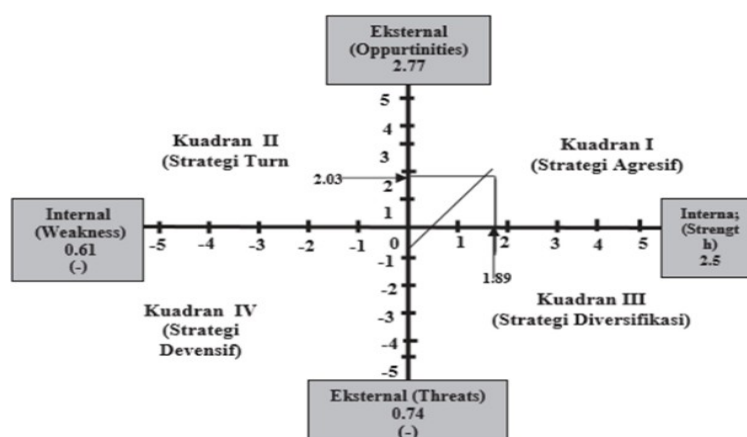 Eksternal
(Oppurtinities)
2.77
5
4
3
2
1
Kuadran II
(Strategi Turn
Kuadran I
(Strategi Agresif)
2.03
Internal
(Weakness)
0.61
(-)
-5 -4 -3 -2 -1 0 1 2 3 4 5
Interna;
(Strengt
h)
2.5
1.89
-1
-2
-3
-4
-5
Kuadran IV
(Strategi
Devensif)
Kuadran III
(Strategi Diversifikasi)
Eksternal (Threats)
0.74
(-)